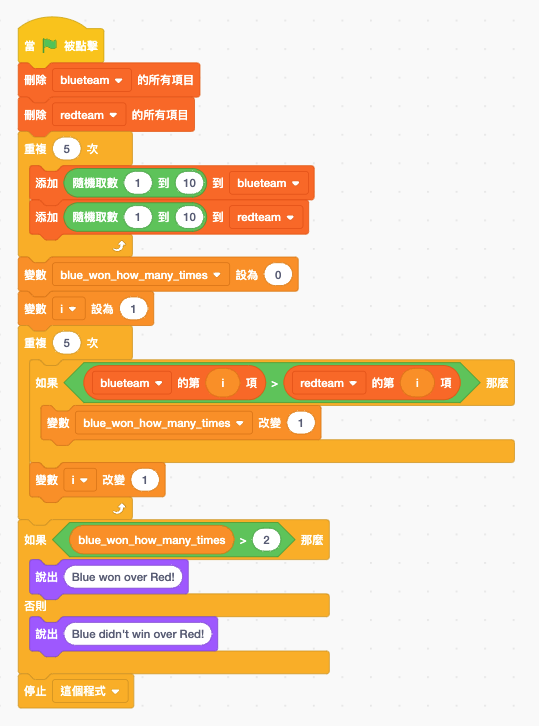 當 被點擊
刪除 blueteam 的所有項目
刪除 redteam 的所有項目
重複 5 次
添加 隨機取數 1 到 10 到 blueteam
添加 隨機取數 1 到 10 到 redteam
變數 blue_won_how_many_times 設為 0
變數 i 設為 1
重複 5 次
如果 blueteam 的第 i 項 > redteam 的第 i 項 那麼
變數 blue_won_how_many_times 改變 1
變數 i 改變 1
如果 blue_won_how_many_times > 2 那麼
說出 Blue won over Red!
否則
說出 Blue didn't win over Red!
停止 這個程式